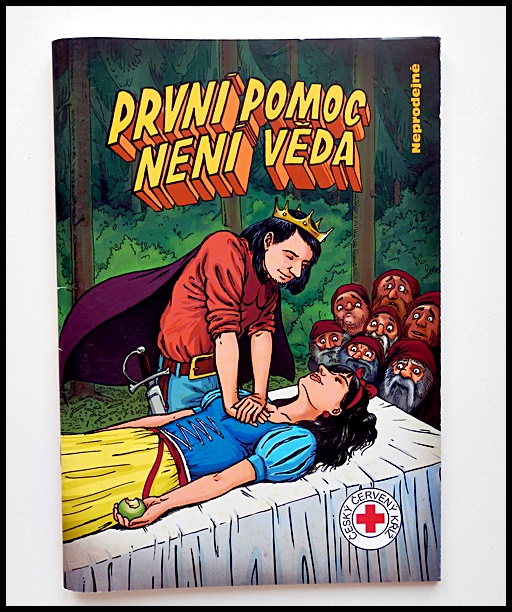 PRVNÍ POMOC
NENÍ VĚDA
Neprodejné
ČESKÝ ČERVENÝ KŘÍŽ